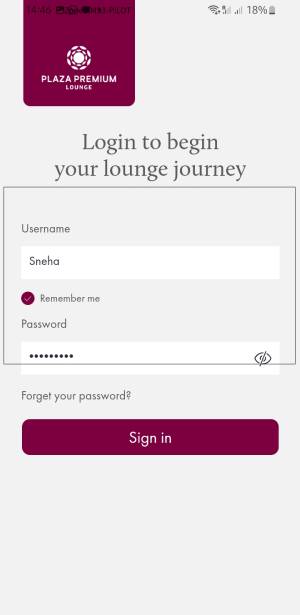 14:46
18%
PLAZA PREMIUM
LOUNGE
Login to begin
your lounge journey
Username
Sneha
Remember me
Password
•••••••••
Forget your password?
Sign in